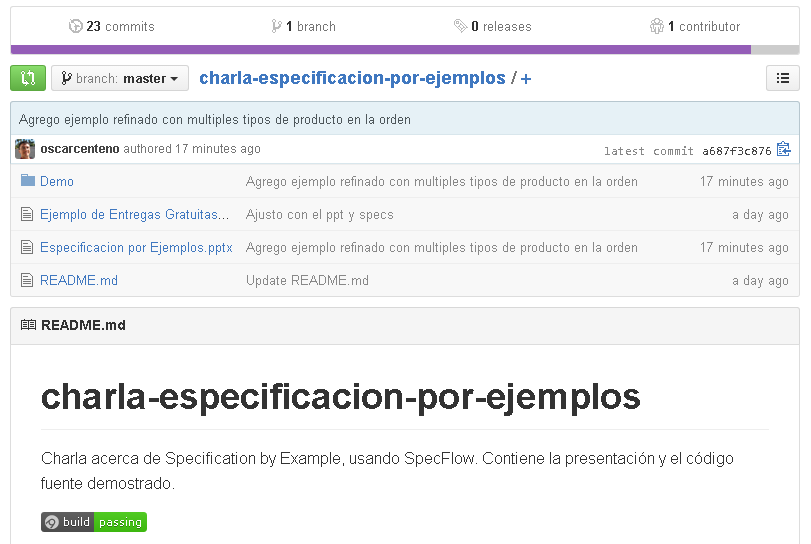 23 commits 1 branch 0 releases 1 contributor
branch: master charla-especificacion-por-ejemplos / +
Agrego ejemplo refinado con multiples tipos de producto en la orden
oscarcenteno authored 17 minutes ago latest commit a687f3c876
Demo Agrego ejemplo refinado con multiples tipos de producto en la orden 17 minutes ago
Ejemplo de Entregas Gratuitas... Ajusto con el ppt y specs a day ago
Especificacion por Ejemplos.pptx Agrego ejemplo refinado con multiples tipos de producto en la orden 17 minutes ago
README.md Update README.md a day ago
README.md
charla-especificacion-por-ejemplos
Charla acerca de Specification by Example, usando SpecFlow. Contiene la presentación y el código
fuente demostrado.
build passing